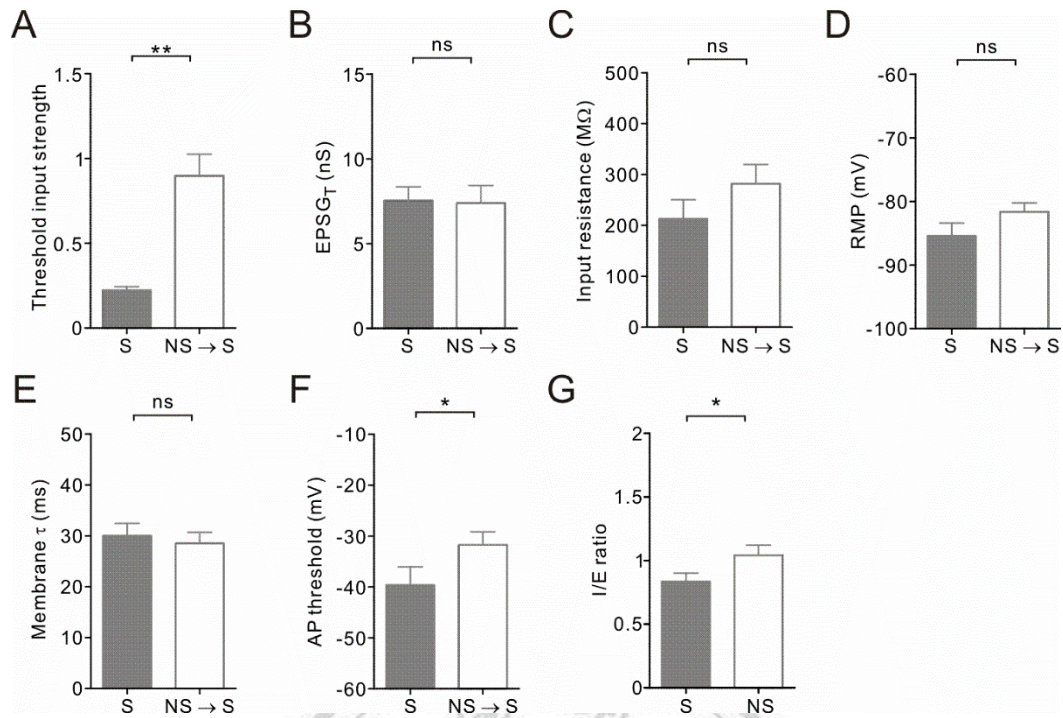 A
**
Threshold input strength
1.5
1
0.5
0
S
NS → S
B
ns
EPSG_T (nS)
15
10
5
0
S
NS → S
C
ns
Input resistance (MΩ)
500
400
300
200
100
0
S
NS → S
D
ns
RMP (mV)
-60
-70
-80
-90
-100
S
NS → S
E
ns
Membrane τ (ms)
50
40
30
20
10
0
S
NS → S
F
*
AP threshold (mV)
-10
-20
-30
-40
-50
-60
S
NS → S
G
*
I/E ratio
2
1.5
1
0.5
0
S
NS